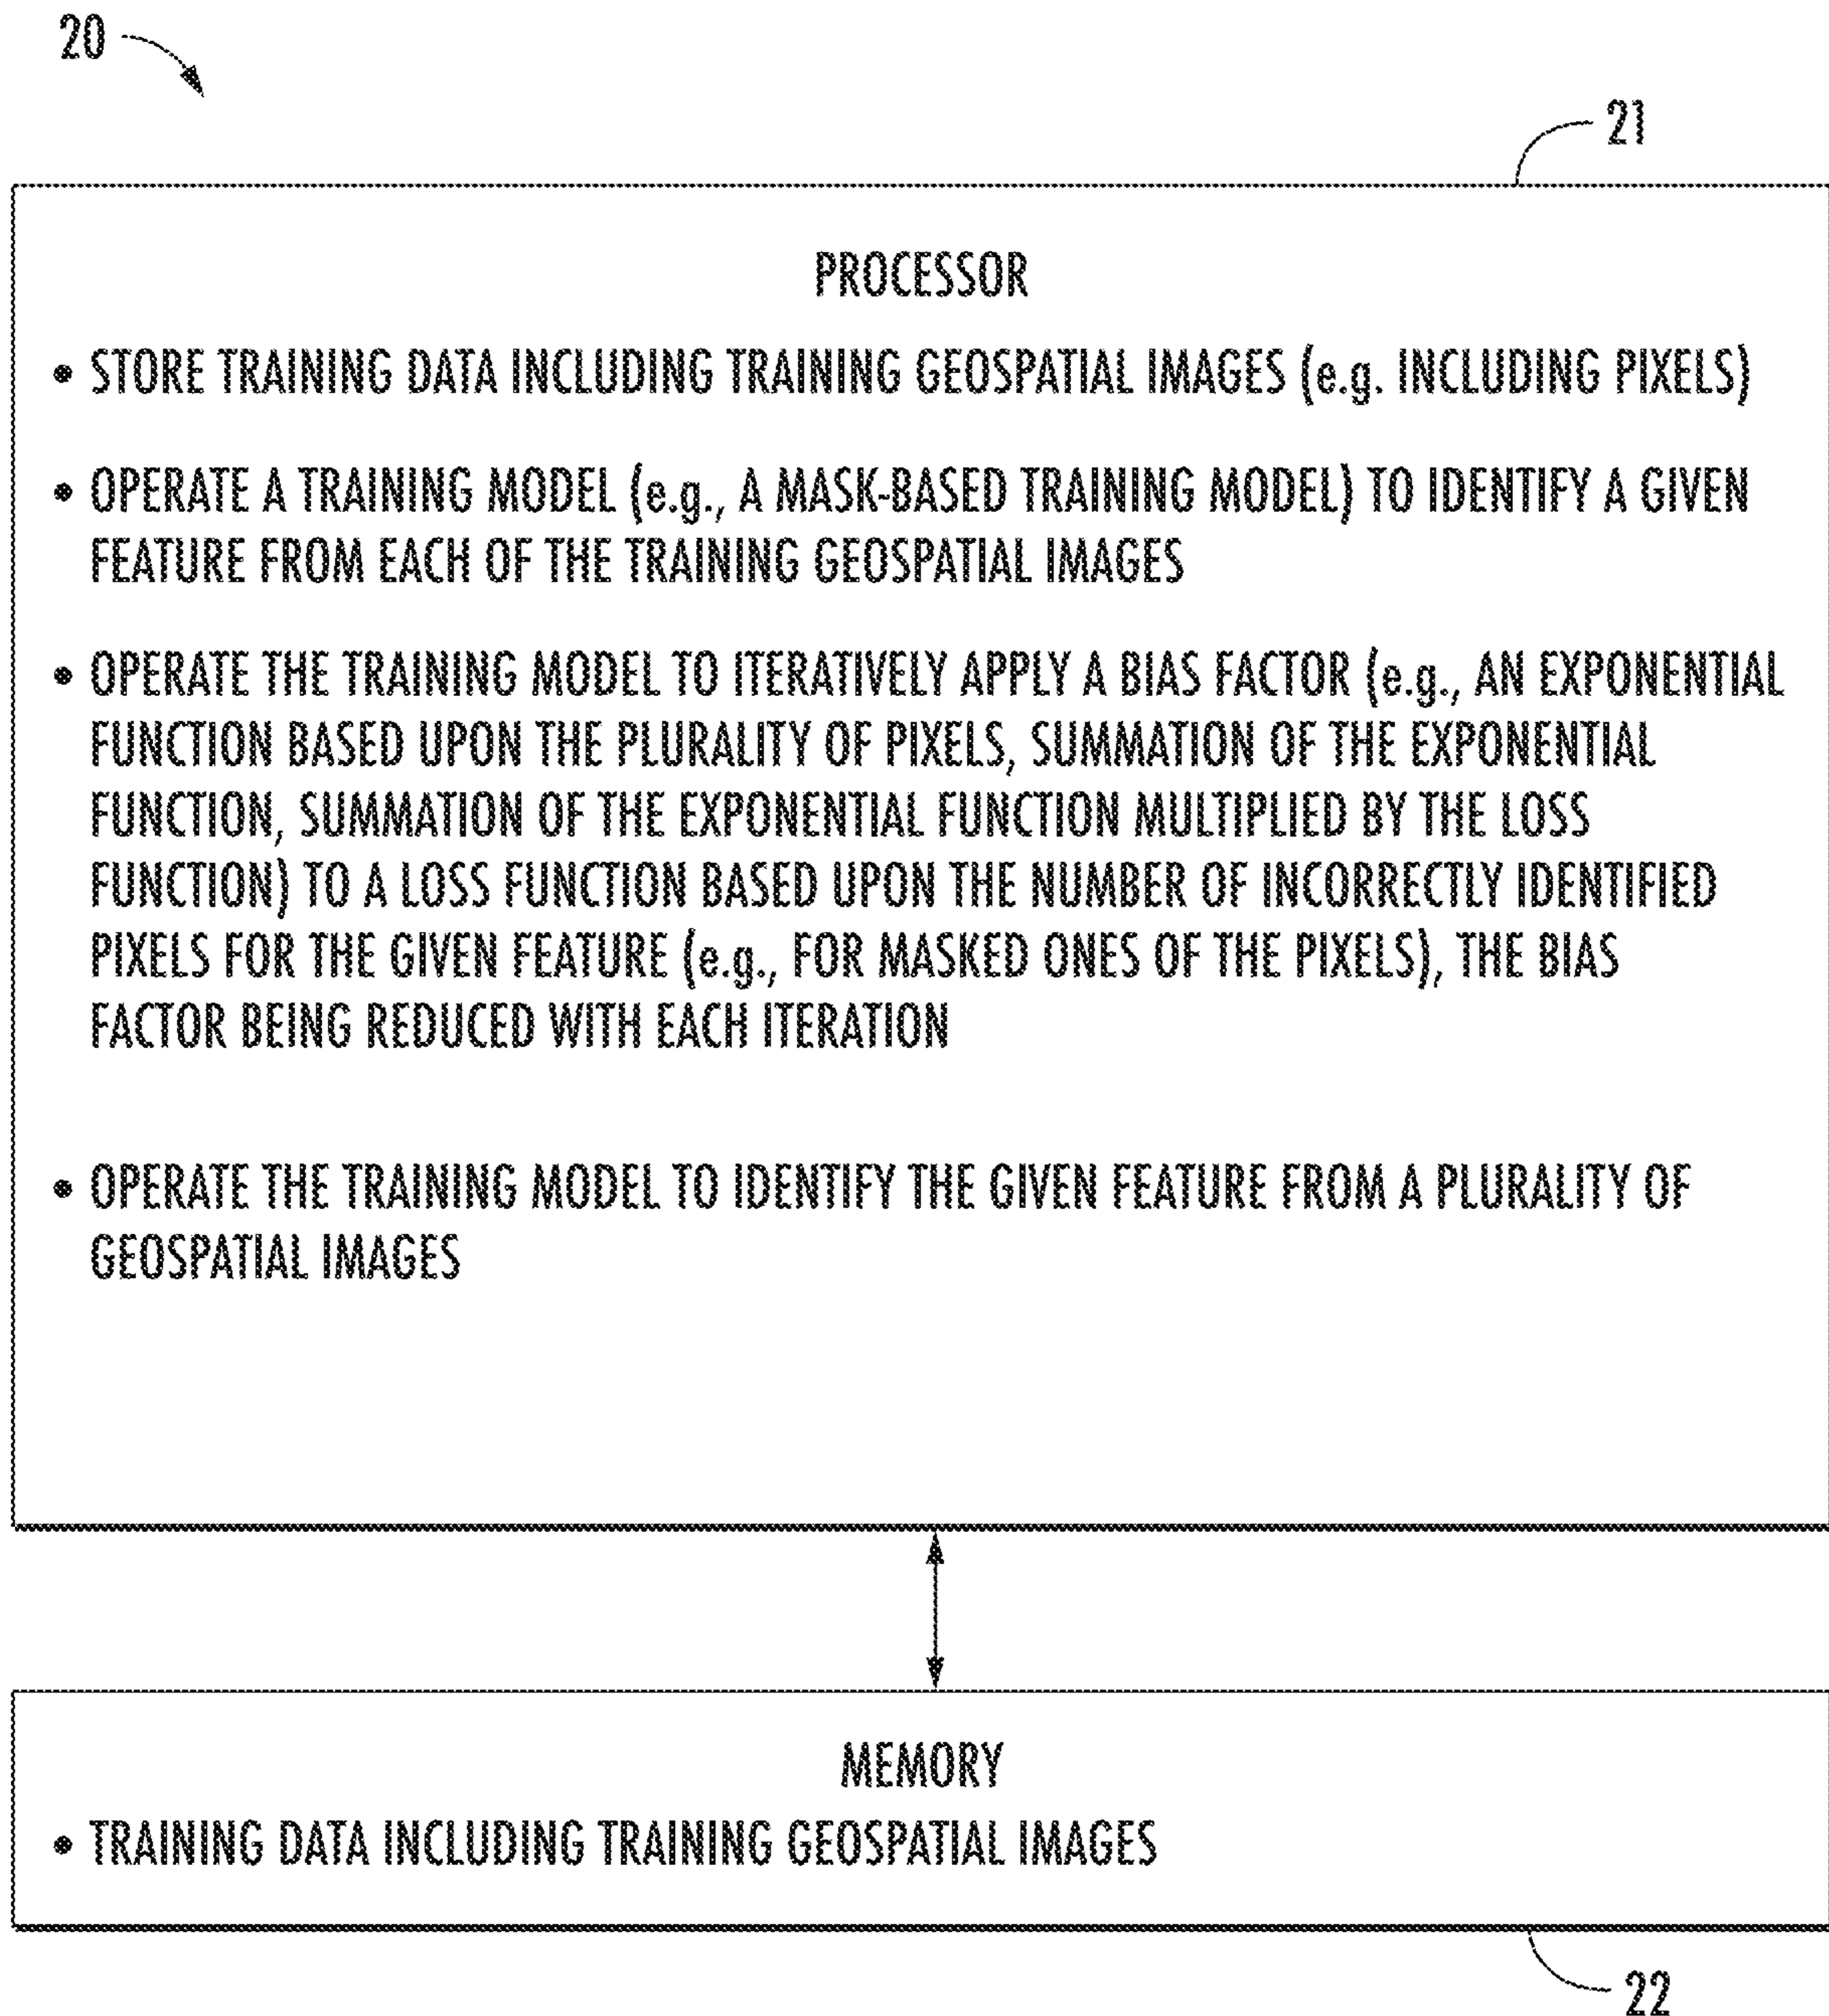 20
21
PROCESSOR
• STORE TRAINING DATA INCLUDING TRAINING GEOSPATIAL IMAGES (e.g. INCLUDING PIXELS)
• OPERATE A TRAINING MODEL (e.g., A MASK-BASED TRAINING MODEL) TO IDENTIFY A GIVEN
FEATURE FROM EACH OF THE TRAINING GEOSPATIAL IMAGES
• OPERATE THE TRAINING MODEL TO ITERATIVELY APPLY A BIAS FACTOR (e.g., AN EXPONENTIAL
FUNCTION BASED UPON THE PLURALITY OF PIXELS, SUMMATION OF THE EXPONENTIAL
FUNCTION, SUMMATION OF THE EXPONENTIAL FUNCTION MULTIPLIED BY THE LOSS
FUNCTION) TO A LOSS FUNCTION BASED UPON THE NUMBER OF INCORRECTLY IDENTIFIED
PIXELS FOR THE GIVEN FEATURE (e.g., FOR MASKED ONES OF THE PIXELS), THE BIAS
FACTOR BEING REDUCED WITH EACH ITERATION
• OPERATE THE TRAINING MODEL TO IDENTIFY THE GIVEN FEATURE FROM A PLURALITY OF
GEOSPATIAL IMAGES
MEMORY
• TRAINING DATA INCLUDING TRAINING GEOSPATIAL IMAGES
22